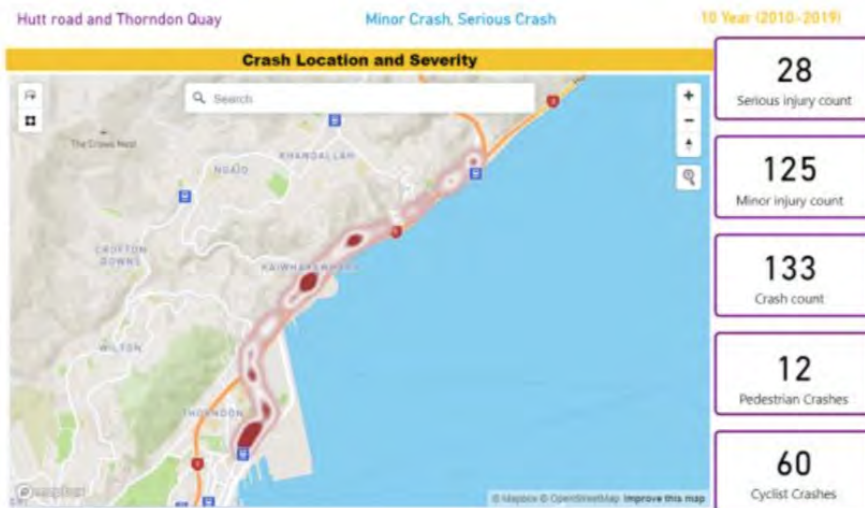 Hutt road and Thorndon Quay
Minor Crash, Serious Crash
10 Year (2010-2019)
Crash Location and Severity
Search
28
Serious injury count
125
Minor injury count
133
Crash count
12
Pedestrian Crashes
60
Cyclist Crashes
The Crows Nest
KHANDALLAH
NGAIO
CROFTON
DOWNS
KAIWHARAWHARA
WILTON
THORNDON
mapbox
© Mapbox © OpenStreetMap Improve this map